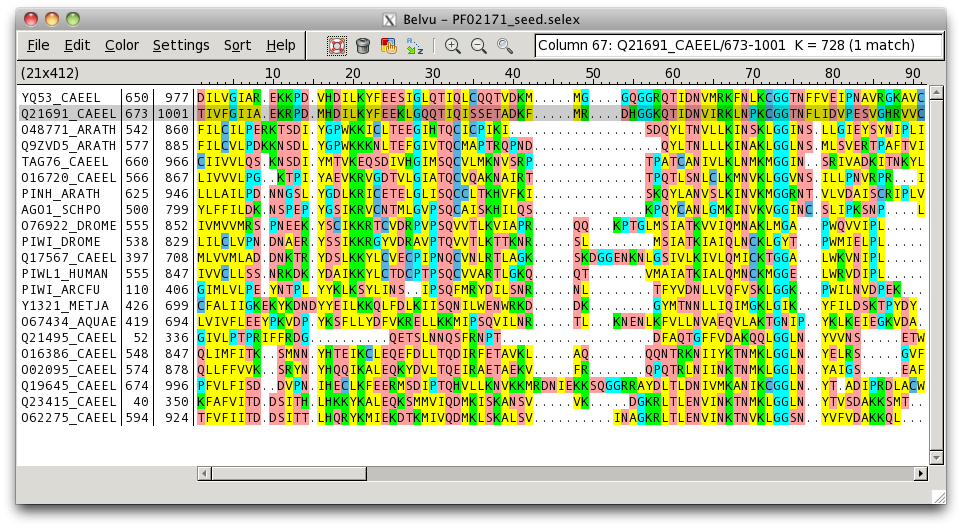 Belvu – PF02171_seed.selex
File Edit Color Settings Sort Help Column 67: Q21691_CAEEL/673-1001 K = 728 (1 match)
(21x412) 10 20 30 40 50 60 70 80 90
YQ53_CAEEL 650 977 DILVGIAR.EKKPD.VHDILKYFEESIGLQTIQLCQQTVDKM.....MG....GQGGRQTIDNVMRKFNLKCGGTNFFVEIPNAVRGKAVC
Q21691_CAEEL 673 1001 TIVFGIIA.EKRPD.MHDILKYFEEKLGQQTIQISSETADKF.....MR....DHGGKQTIDNVIRKLNPKCGGTNFLIDVPESVGHRVVC
O48771_ARATH 542 860 FILCILPERKTSDI.YGPWKKICLTEEGIHTQCICPIKI.................SDQYLTNVLLKINSKLGGINS.LLGIEYSYNIPLI
Q9ZVD5_ARATH 577 885 FILCVLPDKKNSDL.YGPWKKKNLTEFGIVTQCMAPTRQPND...............QYLTNVLLKINAKLGGLNS.MLSVERTPAFTVI
TAG76_CAEEL 660 966 CIIVVLQS.KNSDI.YMTVKEQSDIVHGIMSQCVLMKNVSRP..............TPATCANIVLKLNMKMGGIN..SRIVADKITNKYL
O16720_CAEEL 566 867 LIVVVLPG..KTPI.YAEVKRVGDTVLGIATQCVQAKNAIRT..............TPQTLSNLCLKMNVKLGGVNS.ILLPNVRPR...I
PINH_ARATH 625 946 LLLAILPD.NNGSL.YGDLKRICETELGLISQCCLTKHVFKI..............SKQYLANVSLKINVKMGGRNT.VLVDAISCRIPLV
AGO1_SCHPO 500 799 YLFFILDK.NSPEP.YGSIKRVCNTMLGVPSQCAISKHILQS..............KPQYCANLGMKINVKVGGINC.SLIPKSNP....L
O76922_DROME 555 852 IVMVVMRS.PNEEK.YSCIKKRTCVDRPVPSQVVTLKVIAPR.....QQ...KPTGLMSIATKVVIQMNAKLMGA...PWQVVIPL.....
PIWI_DROME 538 829 LILCLVPN.DNAER.YSSIKKRGYVDRAVPTQVVTLKTTKNR.....SL........MSIATKIAIQLNCKLGYT...PWMIELPL.....
Q17567_CAEEL 397 708 MLVVMLAD.DNKTR.YDSLKKYLCVECPIPNQCVNLRTLAGK.....SKDGGENKNLGSIVLKIVLQMICKTGGA...LWKVNIPL.....
PIWL1_HUMAN 555 847 IVVCLLSS.NRKDK.YDAIKKYLCTDCPTPSQCVVARTLGKQ.....QT........VMAIATKIALQMNCKMGGE...LWRVDIPL.....
PIWI_ARCFU 110 406 GIMLVLPE.YNTPL.YYKLKSYLINS..IPSQFMRYDILSNR.....NL........TFYVDNLLVQFVSKLGGK...PWILNVDPEK...
Y1321_METJA 426 699 CFALIIGKEKYKDNDYYEILKKQLFDLKIISQNILWENWRKD.....DK........GYMTNNLLIQIMGKLGIK...YFILDSKTPYDY.
O67434_AQUAE 419 694 LVIVFLEEYPKVDP.YKSFLLYDFVKRELLKKMIPSQVILNR.....TL...KNENLKFVLLNVAEQVLAKTGNIP..YKLKEIEGKVDA.
Q21495_CAEEL 52 336 GIVLPTPRIFFRDG..........QETSLNNQSFRNPT.................DFAQTGFFVDAKQQLLGGLN..YVVNS....ETW
O16386_CAEEL 548 847 QLIMFITK..SMNN.YHTEIKCLEQEFDLLTQDIRFETAVKL.....AQ.......QQNTRKNIIYKTNMKLGGLN..YELRS....GVF
O02095_CAEEL 574 878 QLLFFVVK..SRYN.YHQQIKALEQKYDVLTQEIRAETAEKV.....FR.......QPQTRLNIINKTNMKLGGLN..YAIGS....EAF
Q19645_CAEEL 674 996 PFVLFISD..DVPN.IHECLKFEERMSDIPTQHVLLKNVKKMRDNIEKKSQGGRRAYDLTLDNIVMKANIKCGGLN..YT.ADIPRDLACW
Q23415_CAEEL 40 350 KFAFVITD.DSITH.LHKKYKALEQKSMMVIQDMKISKANSV.....VK.....DGKRLTLENVINKTNVKLGGSN..YTVSDAKKSMT..
O62275_CAEEL 594 924 TFVFIITD.DSITT.LHQRYKMIEKDTKMIVQDMKLSKALSV..........INAGKRLTLENVINKTNVKLGGSN..YVFVDAKKQL...